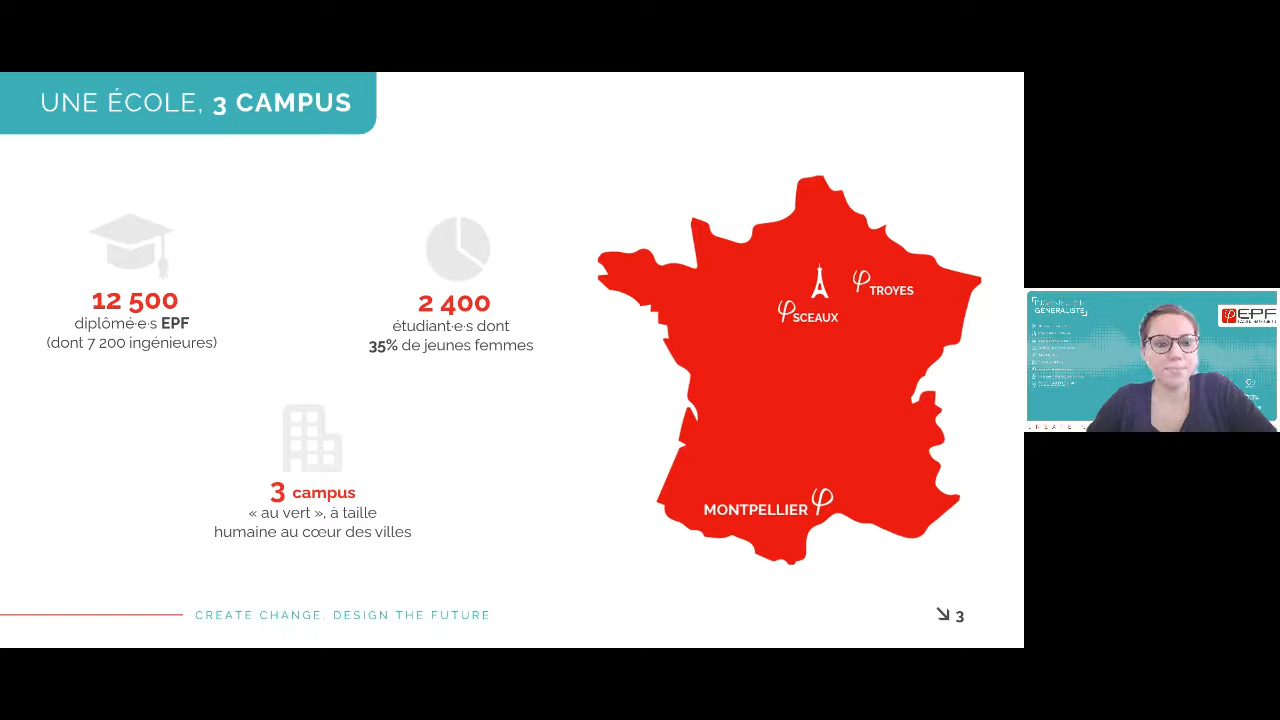 UNE ÉCOLE, 3 CAMPUS
12 500
diplômé·e·s EPF
(dont 7 200 ingénieures)
2 400
étudiant·e·s dont
35% de jeunes femmes
3 campus
« au vert », à taille
humaine au cœur des villes
φ TROYES
φ SCEAUX
MONTPELLIER φ
CREATE CHANGE, DESIGN THE FUTURE
3
GÉNÉRALISTE
EPF